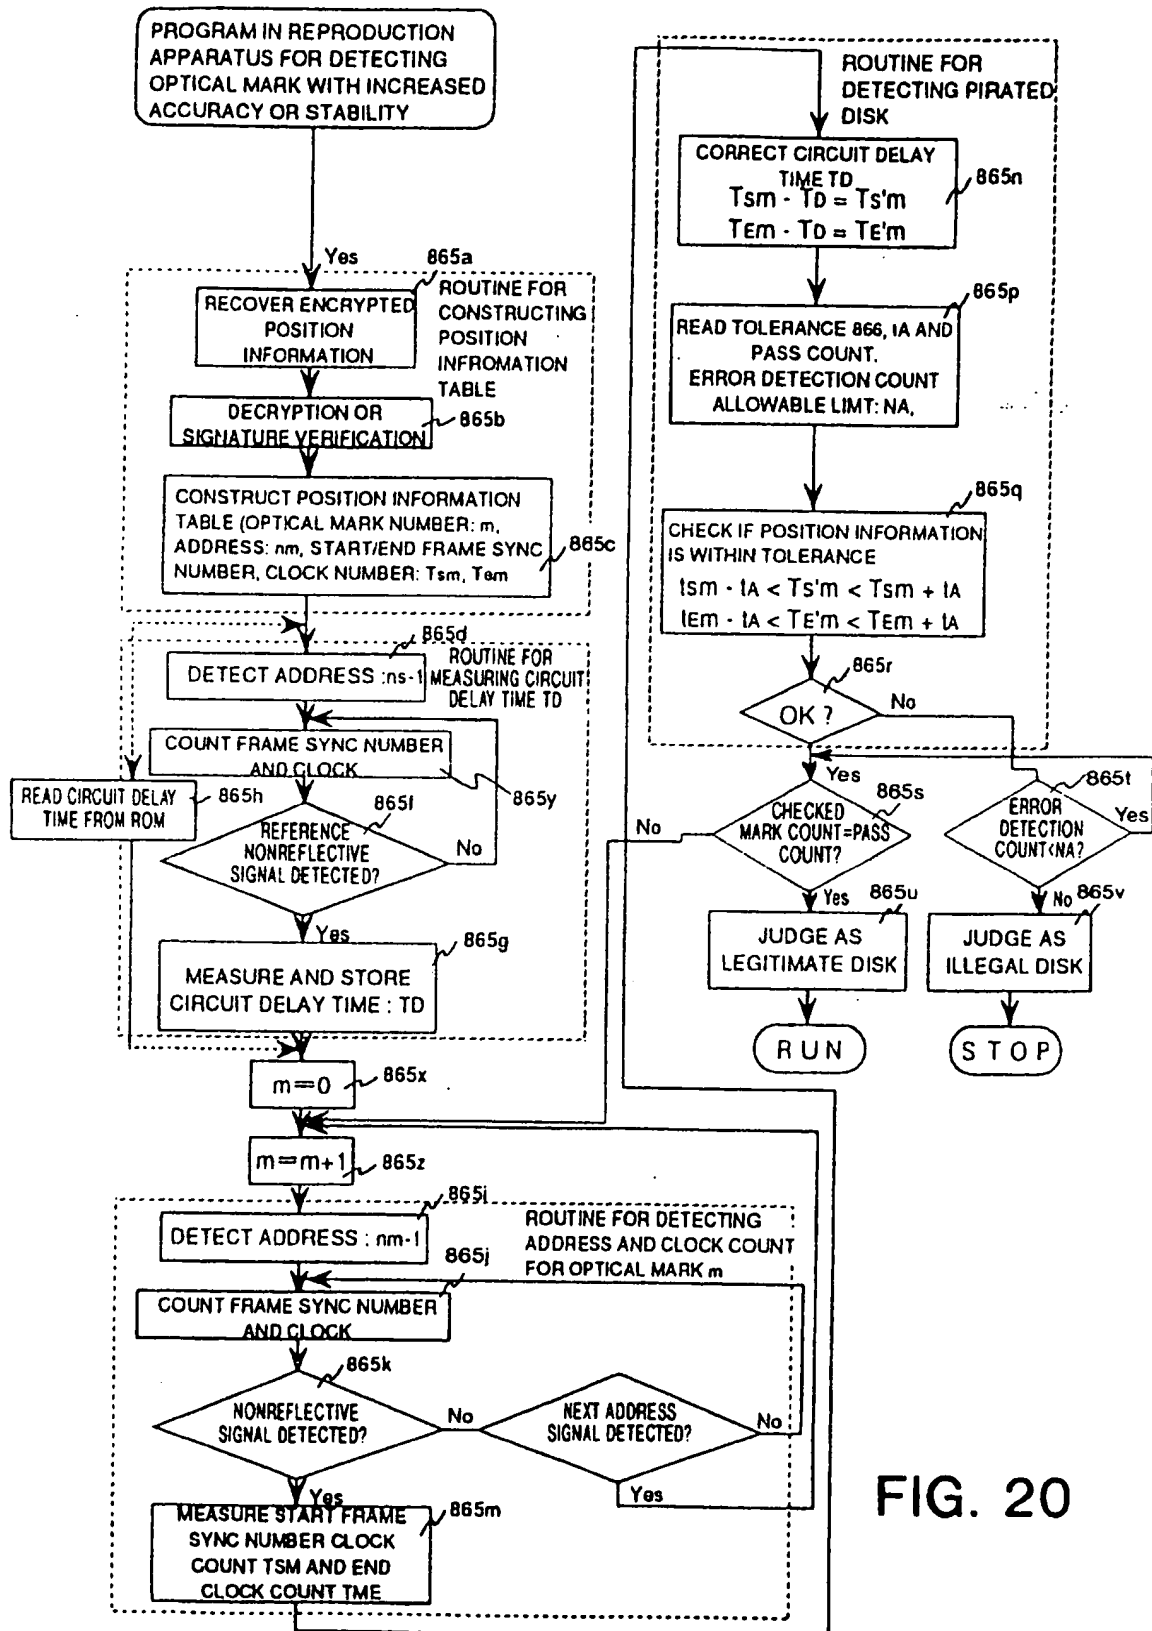 PROGRAM IN REPRODUCTION
APPARATUS FOR DETECTING
OPTICAL MARK WITH INCREASED
ACCURACY OR STABILITY
Yes
865a
RECOVER ENCRYPTED
POSITION
INFORMATION
ROUTINE FOR
CONSTRUCTING
POSITION
INFROMATION
TABLE
DECRYPTION OR
SIGNATURE VERIFICATION
865b
CONSTRUCT POSITION INFORMATION
TABLE (OPTICAL MARK NUMBER: m,
ADDRESS: nm, START/END FRAME SYNC
NUMBER, CLOCK NUMBER: Tsm, Tem
865c
865d
DETECT ADDRESS :ns-1
ROUTINE FOR
MEASURING CIRCUIT
DELAY TIME TD
COUNT FRAME SYNC NUMBER
AND CLOCK
865y
READ CIRCUIT DELAY
TIME FROM ROM
865h
865f
REFERENCE
NONREFLECTIVE
SIGNAL DETECTED?
No
Yes
865g
MEASURE AND STORE
CIRCUIT DELAY TIME : TD
m=0
865x
m=m+1
865z
865i
DETECT ADDRESS : nm-1
ROUTINE FOR DETECTING
ADDRESS AND CLOCK COUNT
FOR OPTICAL MARK m
865j
COUNT FRAME SYNC NUMBER
AND CLOCK
865k
NONREFLECTIVE
SIGNAL DETECTED?
No
NEXT ADDRESS
SIGNAL DETECTED?
No
Yes
Yes
MEASURE START FRAME
SYNC NUMBER CLOCK
COUNT TSM AND END
CLOCK COUNT TME
865m
ROUTINE FOR
DETECTING PIRATED
DISK
CORRECT CIRCUIT DELAY
TIME TD
Tsm - TD = Ts'm
TEm - TD = TE'm
865n
865p
READ TOLERANCE 866, tA AND
PASS COUNT.
ERROR DETECTION COUNT
ALLOWABLE LIMT: NA,
865q
CHECK IF POSITION INFORMATION
IS WITHIN TOLERANCE
tsm - tA < Ts'm < Tsm + tA
tEm - tA < TE'm < TEm + tA
865r
OK ?
No
Yes
865s
CHECKED
MARK COUNT=PASS
COUNT?
No
Yes
865t
ERROR
DETECTION
COUNT<NA?
Yes
No
865u
JUDGE AS
LEGITIMATE DISK
865v
JUDGE AS
ILLEGAL DISK
RUN
STOP
FIG. 20